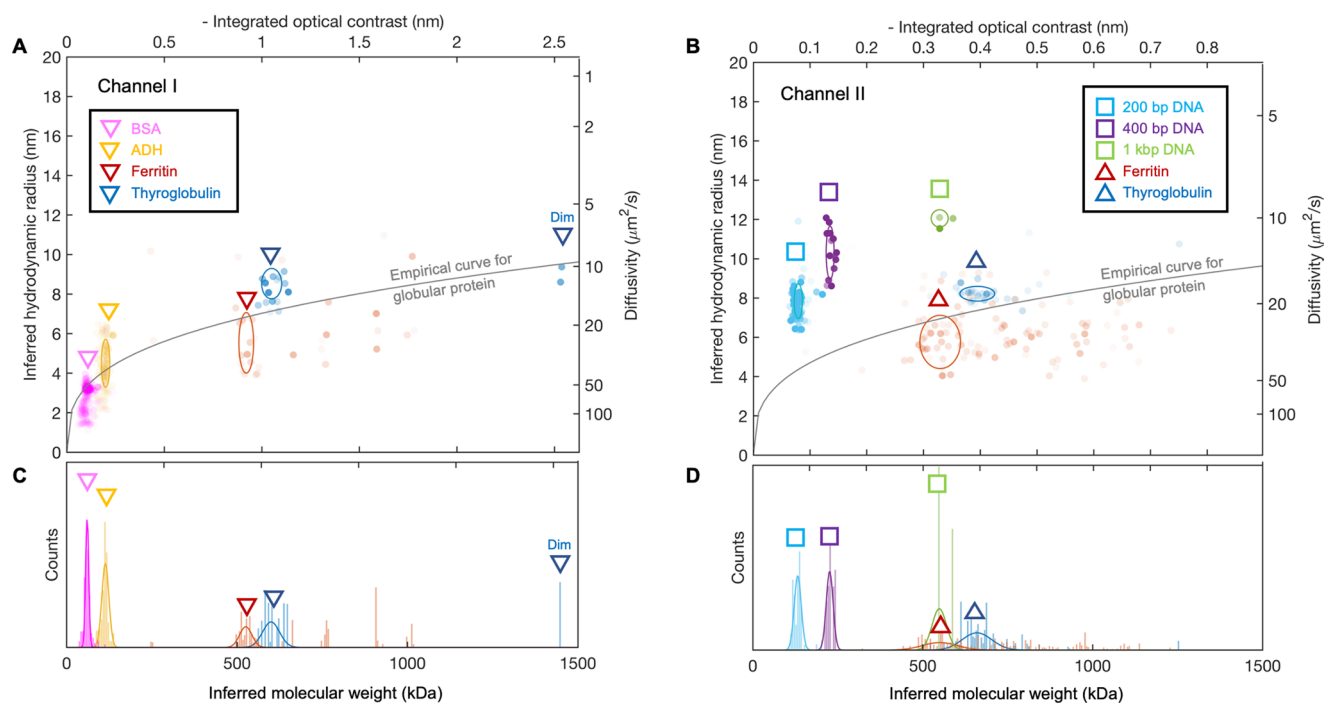 - Integrated optical contrast (nm)
A
0 0.5 1 1.5 2 2.5
20
18
16
14
12
10
8
6
4
2
0
Inferred hydrodynamic radius (nm)
Channel I
BSA
ADH
Ferritin
Thyroglobulin
Dim
Empirical curve for
globular protein
1
2
5
10
20
50
100
Diffusivity (μm²/s)
- Integrated optical contrast (nm)
B
0 0.1 0.2 0.3 0.4 0.5 0.6 0.7 0.8
20
18
16
14
12
10
8
6
4
2
0
Inferred hydrodynamic radius (nm)
Channel II
200 bp DNA
400 bp DNA
1 kbp DNA
Ferritin
Thyroglobulin
Empirical curve for
globular protein
5
10
20
50
100
Diffusivity (μm²/s)
C
Counts
Dim
0 500 1000 1500
Inferred molecular weight (kDa)
D
Counts
0 500 1000 1500
Inferred molecular weight (kDa)